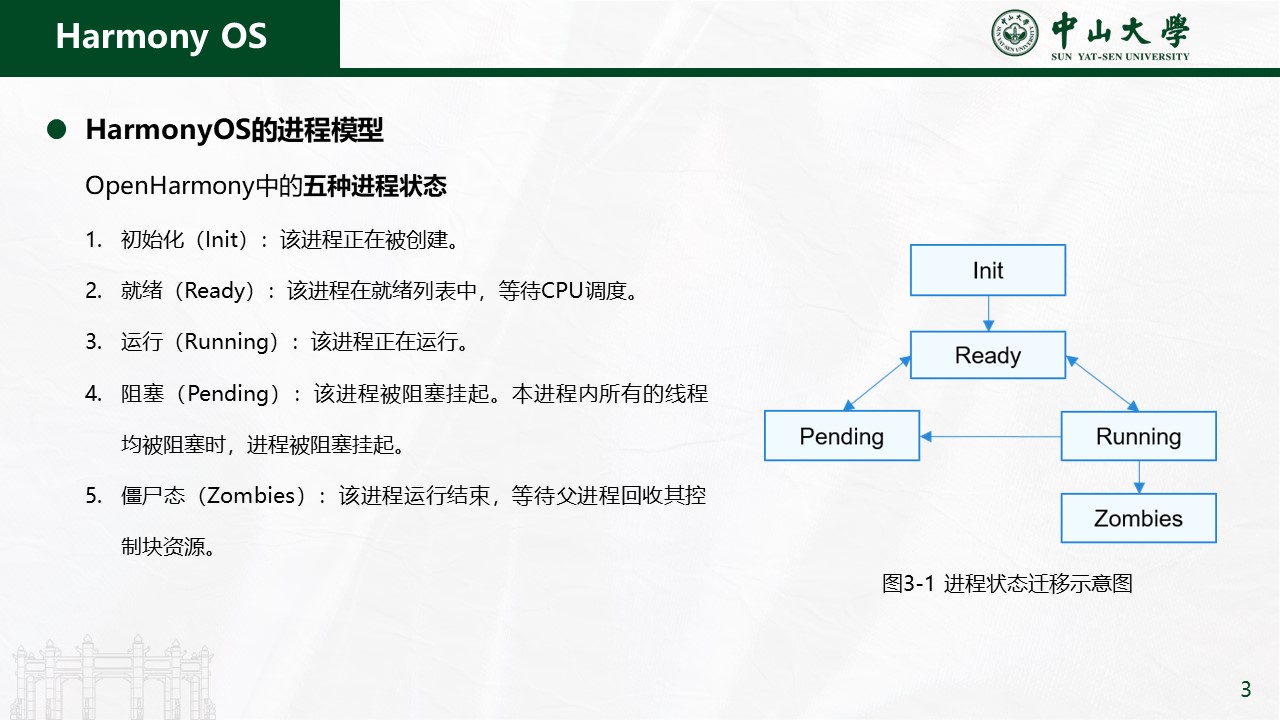 Harmony OS
中山大學
SUN YAT-SEN UNIVERSITY
HarmonyOS的进程模型
OpenHarmony中的五种进程状态
1. 初始化（Init）：该进程正在被创建。
2. 就绪（Ready）：该进程在就绪列表中，等待CPU调度。
3. 运行（Running）：该进程正在运行。
4. 阻塞（Pending）：该进程被阻塞挂起。本进程内所有的线程
均被阻塞时，进程被阻塞挂起。
5. 僵尸态（Zombies）：该进程运行结束，等待父进程回收其控
制块资源。
Init
Ready
Pending
Running
Zombies
图3-1 进程状态迁移示意图
3